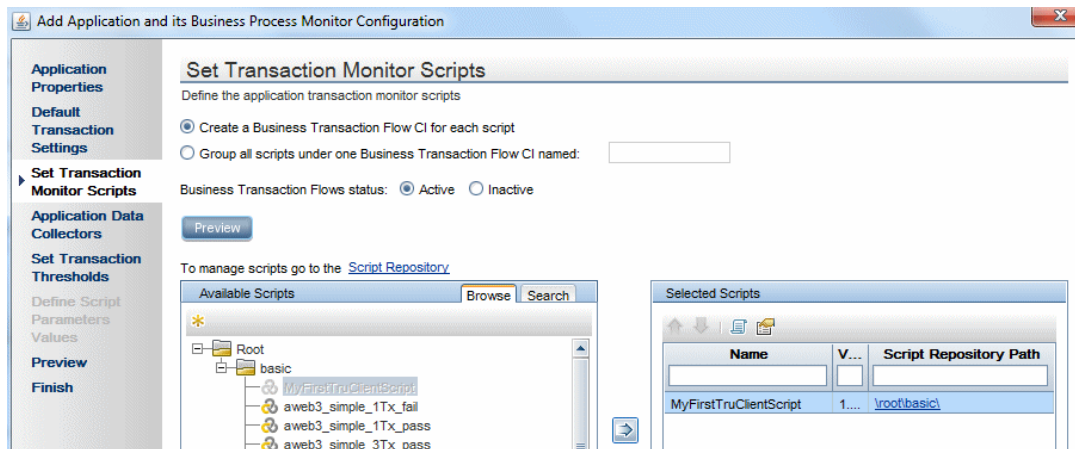 Add Application and its Business Process Monitor Configuration
Application
Properties
Default
Transaction
Settings
Set Transaction
Monitor Scripts
Application Data
Collectors
Set Transaction
Thresholds
Define Script
Parameters
Values
Preview
Finish
Set Transaction Monitor Scripts
Define the application transaction monitor scripts
Create a Business Transaction Flow CI for each script
Group all scripts under one Business Transaction Flow CI named:
Business Transaction Flows status: Active Inactive
Preview
To manage scripts go to the Script Repository
Available Scripts Browse Search
Root
basic
MyFirstTruClientScript
aweb3_simple_1Tx_fail
aweb3_simple_1Tx_pass
aweb3_simple_3Tx_pass
Selected Scripts
Name V... Script Repository Path
MyFirstTruClientScript 1.... \root\basic\